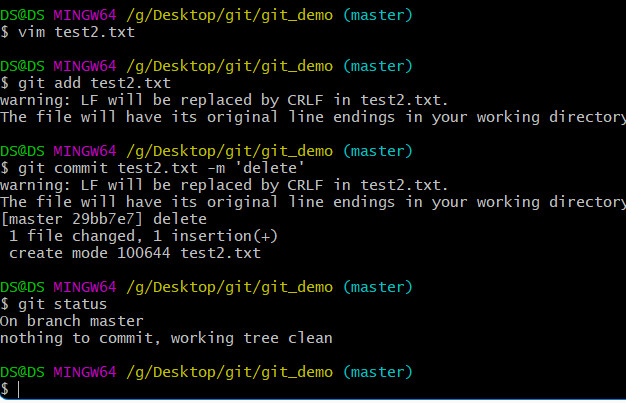 DS@DS MINGW64 /g/Desktop/git/git_demo (master)
$ vim test2.txt
DS@DS MINGW64 /g/Desktop/git/git_demo (master)
$ git add test2.txt
warning: LF will be replaced by CRLF in test2.txt.
The file will have its original line endings in your working directory
DS@DS MINGW64 /g/Desktop/git/git_demo (master)
$ git commit test2.txt -m 'delete'
warning: LF will be replaced by CRLF in test2.txt.
The file will have its original line endings in your working directory
[master 29bb7e7] delete
1 file changed, 1 insertion(+)
create mode 100644 test2.txt
DS@DS MINGW64 /g/Desktop/git/git_demo (master)
$ git status
On branch master
nothing to commit, working tree clean
DS@DS MINGW64 /g/Desktop/git/git_demo (master)
$